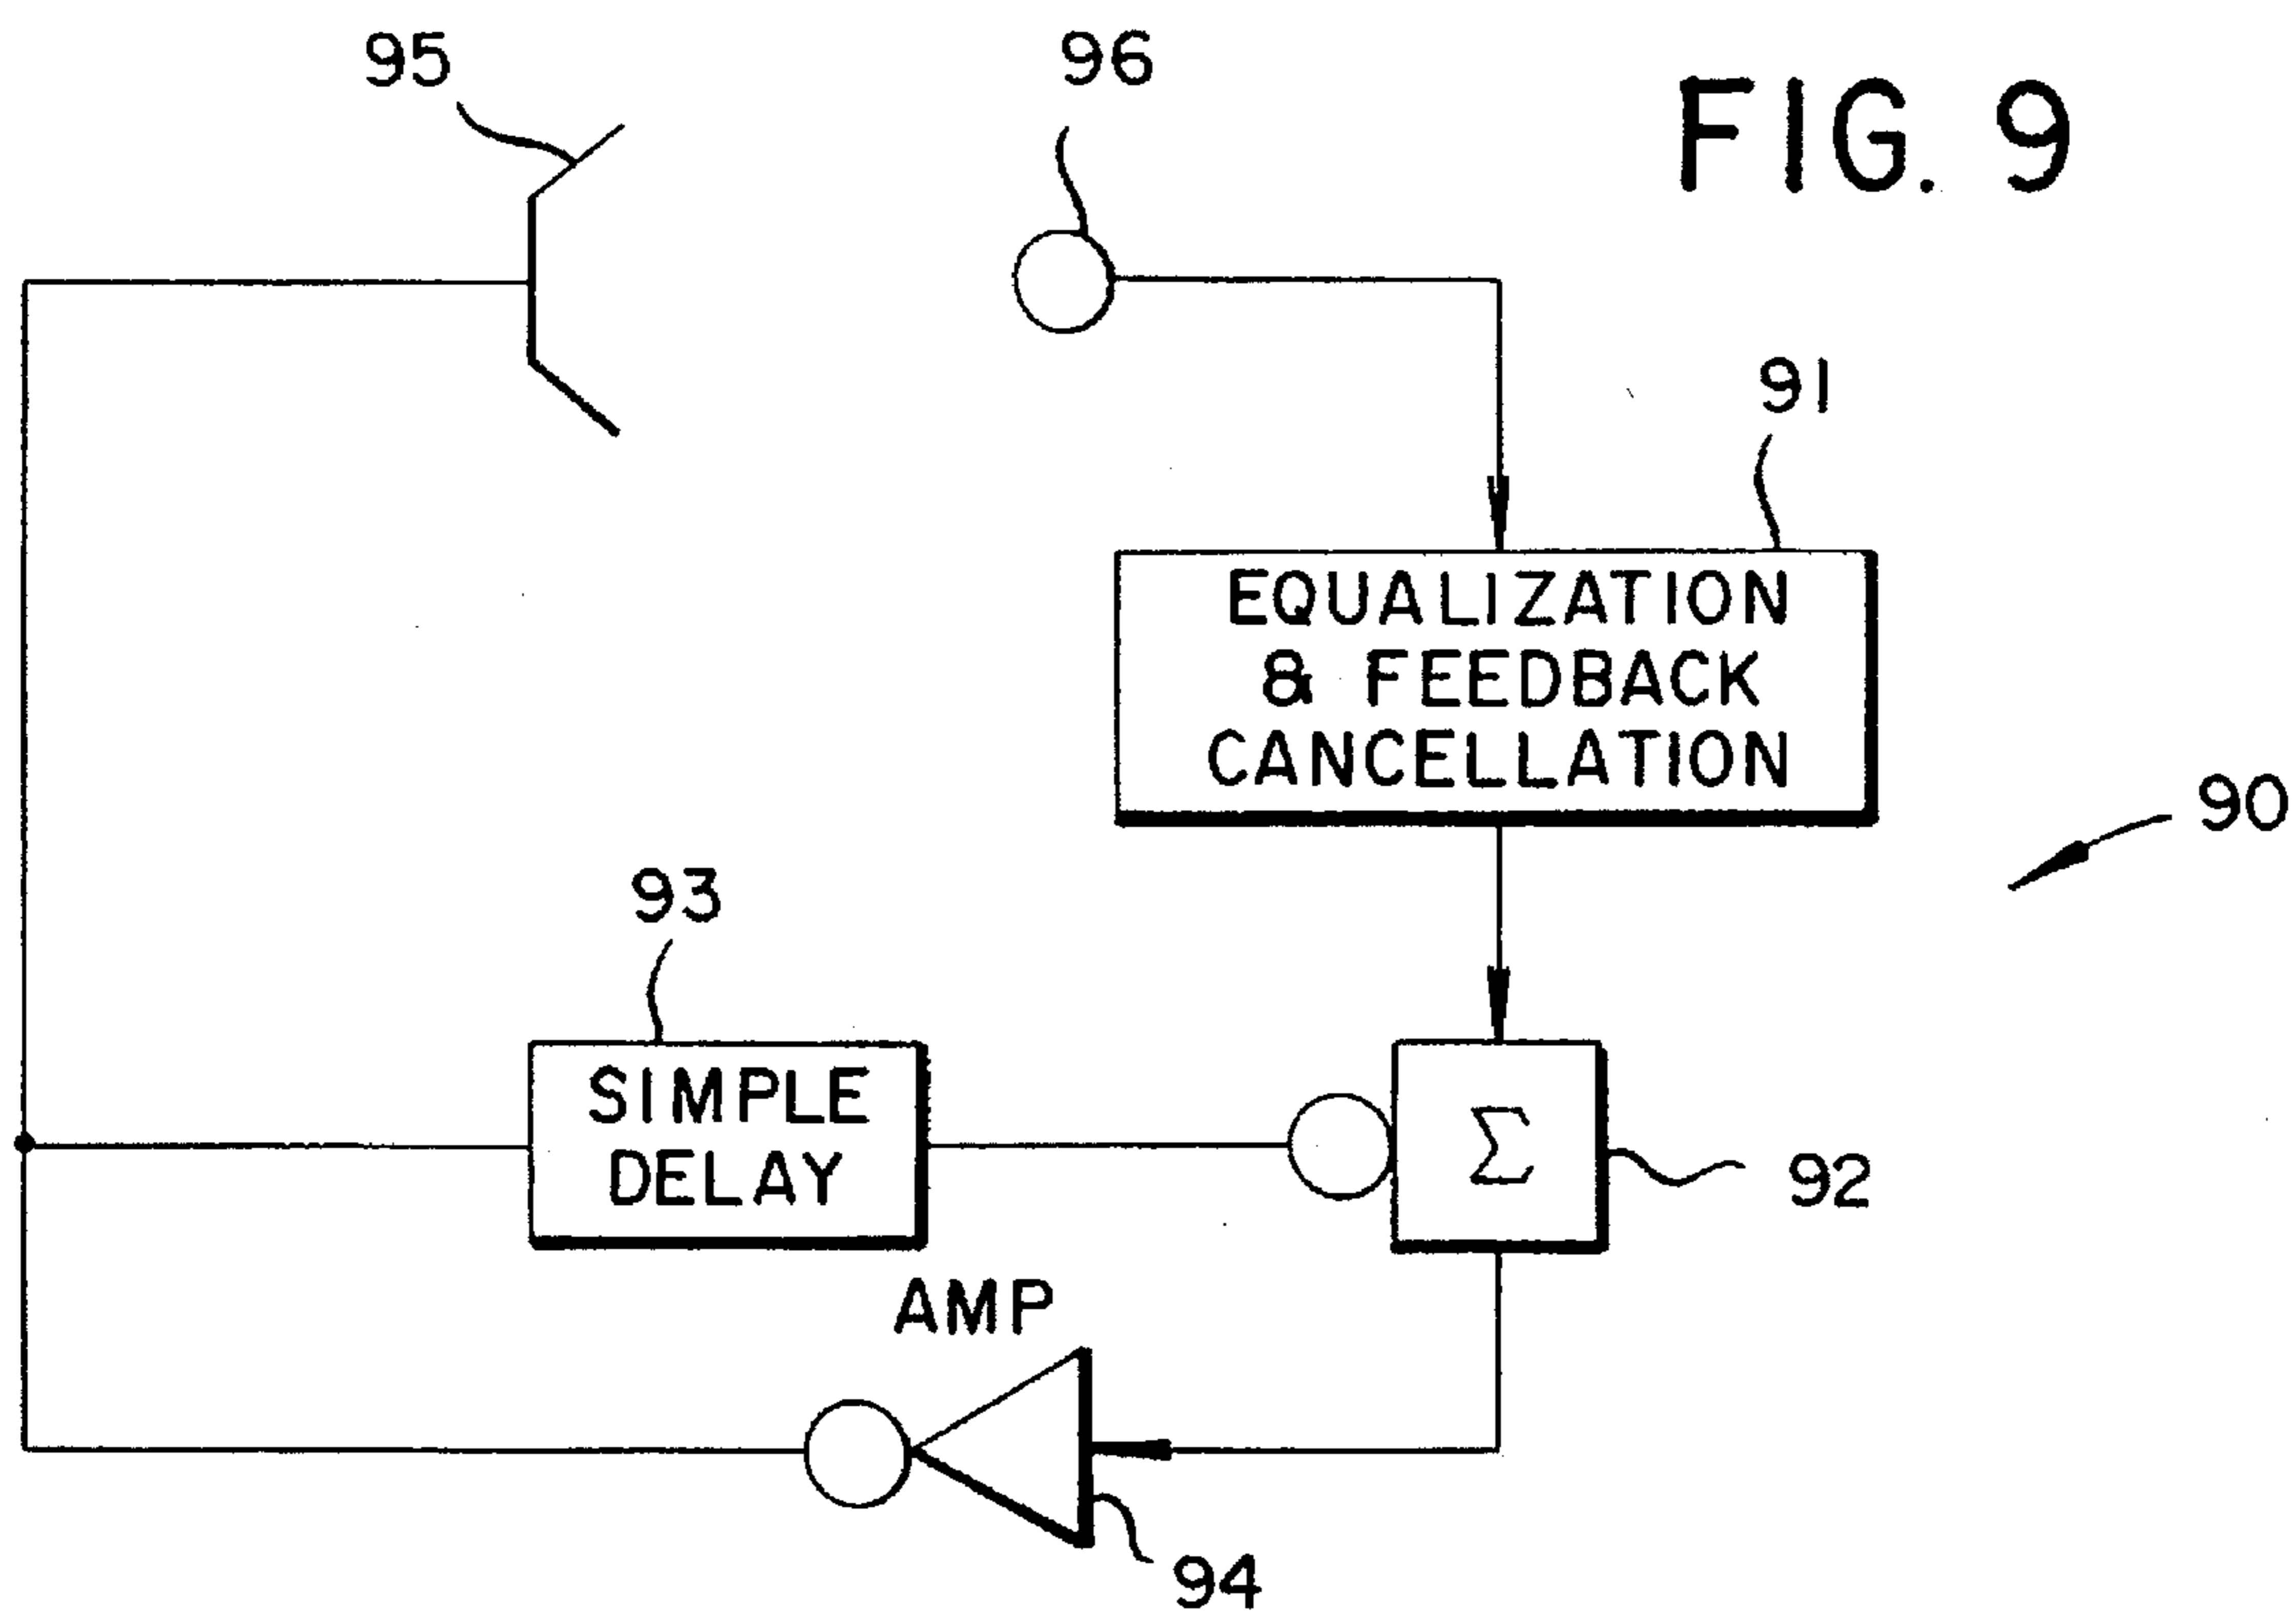 95
96
FIG. 9
91
EQUALIZATION
& FEEDBACK
CANCELLATION
90
93
SIMPLE
DELAY
Σ
92
AMP
94